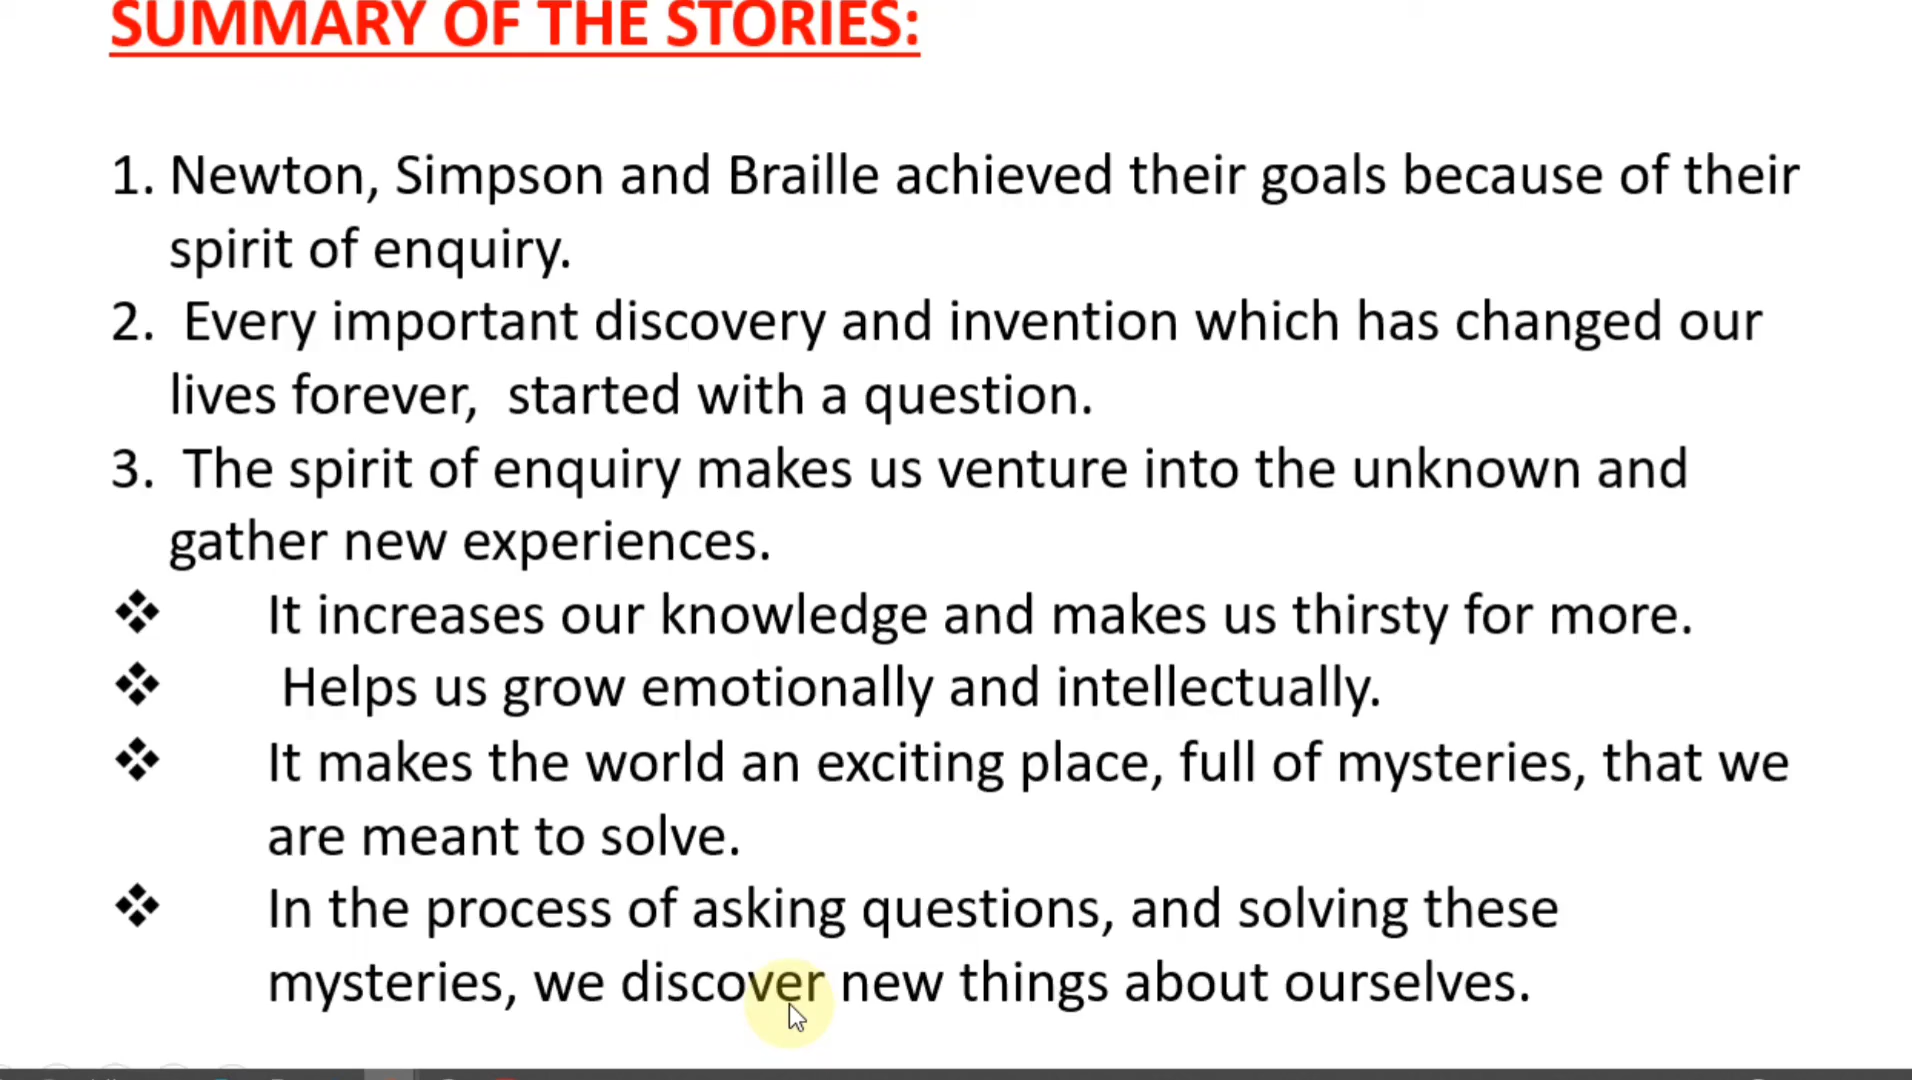 SUMMARY OF THE STORIES:
1. Newton, Simpson and Braille achieved their goals because of their
spirit of enquiry.
2. Every important discovery and invention which has changed our
lives forever, started with a question.
3. The spirit of enquiry makes us venture into the unknown and
gather new experiences.
❖ It increases our knowledge and makes us thirsty for more.
❖ Helps us grow emotionally and intellectually.
❖ It makes the world an exciting place, full of mysteries, that we
are meant to solve.
❖ In the process of asking questions, and solving these
mysteries, we discover new things about ourselves.